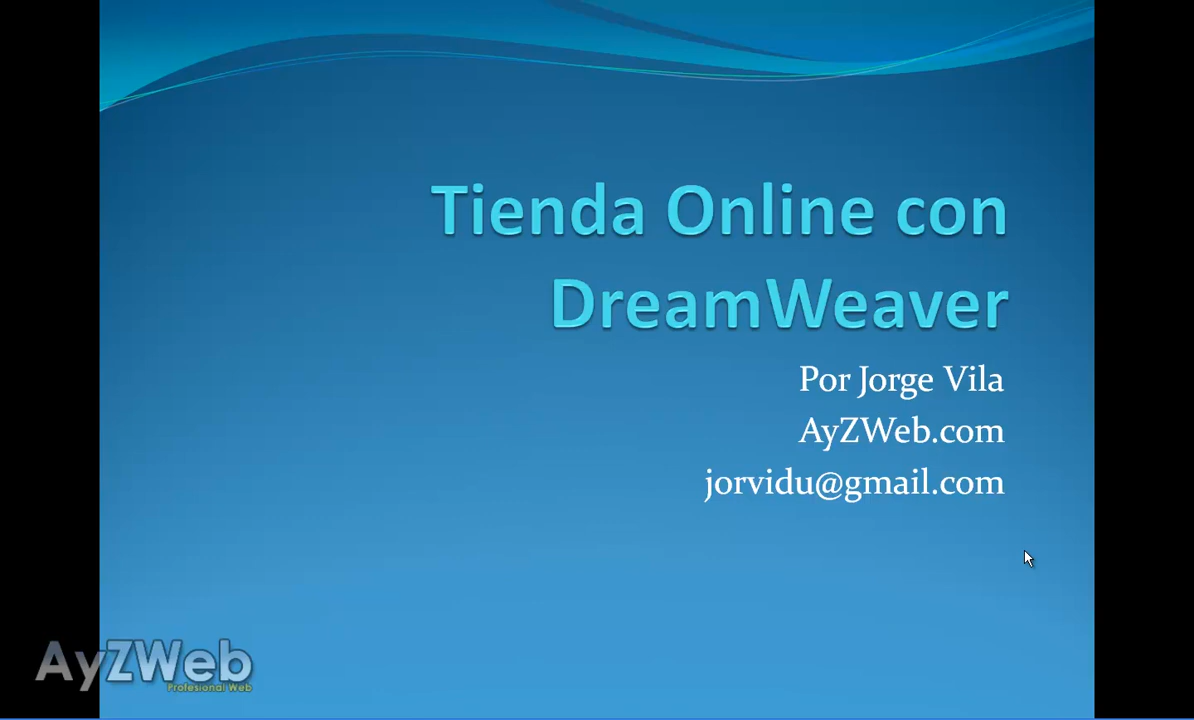 Tienda Online con
DreamWeaver
Por Jorge Vila
AyZWeb.com
jorvidu@gmail.com
AyZWeb
Profesional Web